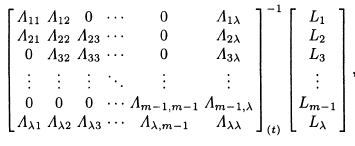 [ Λ₁₁ Λ₁₂ 0 ⋯ 0 Λ₁λ ]⁻¹ [ L₁ ]
[ Λ₂₁ Λ₂₂ Λ₂₃ ⋯ 0 Λ₂λ ] [ L₂ ]
[ 0 Λ₃₂ Λ₃₃ ⋯ 0 Λ₃λ ] [ L₃ ]
[ ⋮ ⋮ ⋮ ⋱ ⋮ ⋮ ] [ ⋮ ]
[ 0 0 0 ⋯ Λₘ₋₁,ₘ₋₁ Λₘ₋₁,λ ] [ Lₘ₋₁ ]
[ Λλ₁ Λλ₂ Λλ₃ ⋯ Λλ,ₘ₋₁ Λλλ ]₍ₜ₎ [ Lλ ] ,